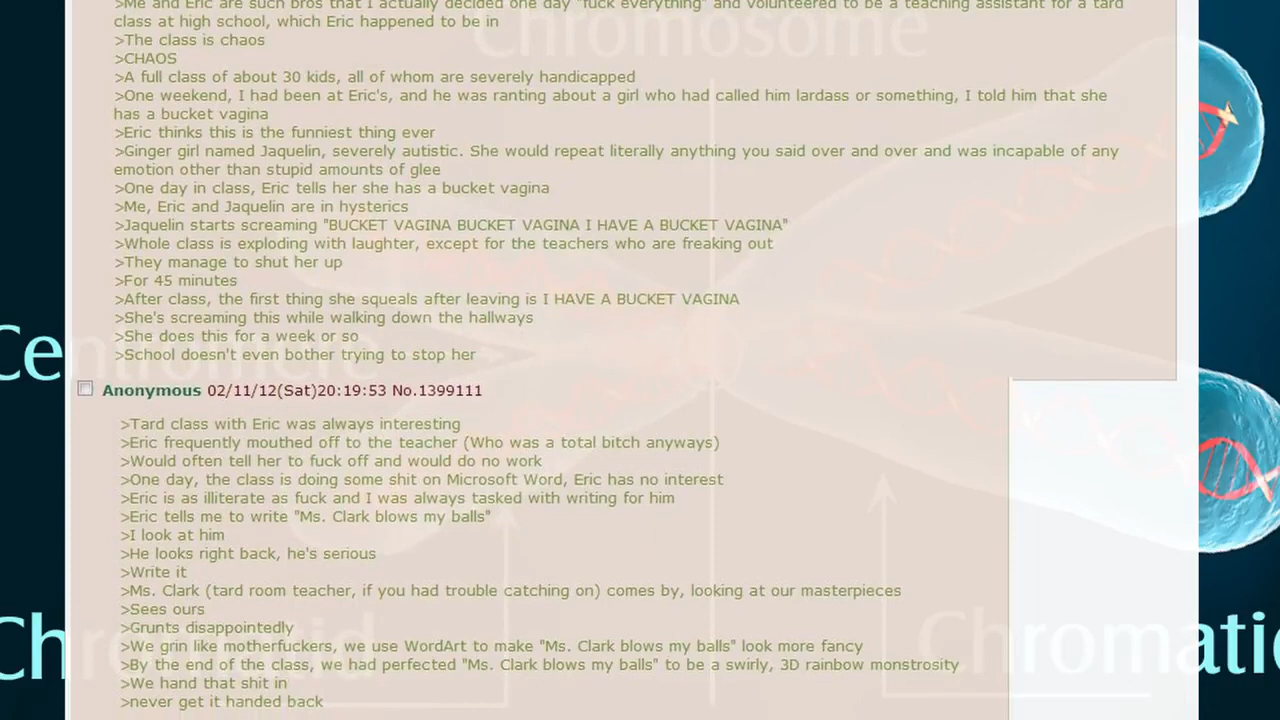 >Me and Eric are such bros that I actually decided one day "fuck everything" and volunteered to be a teaching assistant for a tard
class at high school, which Eric happened to be in
>The class is chaos
>CHAOS
>A full class of about 30 kids, all of whom are severely handicapped
>One weekend, I had been at Eric's, and he was ranting about a girl who had called him lardass or something, I told him that she
has a bucket vagina
>Eric thinks this is the funniest thing ever
>Ginger girl named Jaquelin, severely autistic. She would repeat literally anything you said over and over and was incapable of any
emotion other than stupid amounts of glee
>One day in class, Eric tells her she has a bucket vagina
>Me, Eric and Jaquelin are in hysterics
>Jaquelin starts screaming "BUCKET VAGINA BUCKET VAGINA I HAVE A BUCKET VAGINA"
>Whole class is exploding with laughter, except for the teachers who are freaking out
>They manage to shut her up
>For 45 minutes
>After class, the first thing she squeals after leaving is I HAVE A BUCKET VAGINA
>She's screaming this while walking down the hallways
>She does this for a week or so
>School doesn't even bother trying to stop her
Anonymous 02/11/12(Sat)20:19:53 No.1399111
>Tard class with Eric was always interesting
>Eric frequently mouthed off to the teacher (Who was a total bitch anyways)
>Would often tell her to fuck off and would do no work
>One day, the class is doing some shit on Microsoft Word, Eric has no interest
>Eric is as illiterate as fuck and I was always tasked with writing for him
>Eric tells me to write "Ms. Clark blows my balls"
>I look at him
>He looks right back, he's serious
>Write it
>Ms. Clark (tard room teacher, if you had trouble catching on) comes by, looking at our masterpieces
>Sees ours
>Grunts disappointedly
>We grin like motherfuckers, we use WordArt to make "Ms. Clark blows my balls" look more fancy
>By the end of the class, we had perfected "Ms. Clark blows my balls" to be a swirly, 3D rainbow monstrosity
>We hand that shit in
>never get it handed back
Chromosome
Centromere
Chromatid
Chromatic